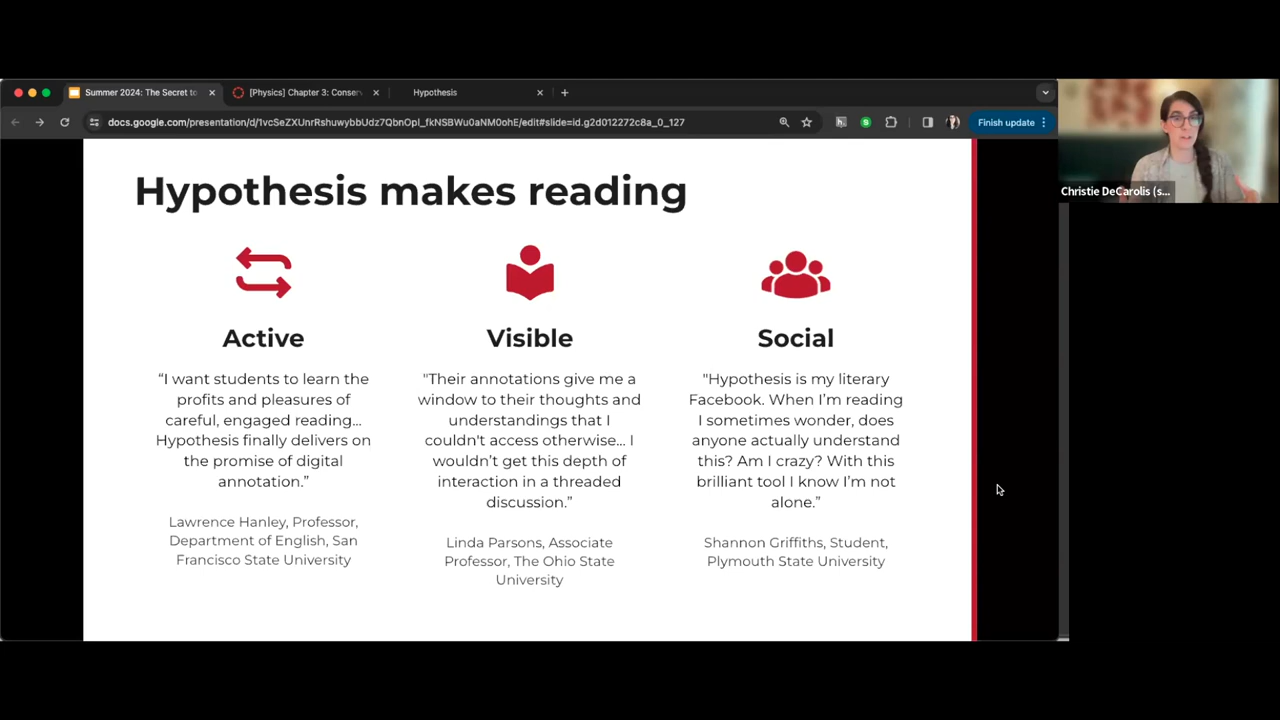 Summer 2024: The Secret to
[Physics] Chapter 3: Conser
Hypothesis
docs.google.com/presentation/d/1vcSeZXUnrRshuwybbUdz7QbnOpl_fkNSBWu0aNM0ohE/edit#slide=id.g2d012272c8a_0_127
Finish update
Christie DeCarolis (s...
Hypothesis makes reading
Active
“I want students to learn the
profits and pleasures of
careful, engaged reading...
Hypothesis finally delivers on
the promise of digital
annotation.”
Lawrence Hanley, Professor,
Department of English, San
Francisco State University
Visible
"Their annotations give me a
window to their thoughts and
understandings that I
couldn't access otherwise... I
wouldn’t get this depth of
interaction in a threaded
discussion.”
Linda Parsons, Associate
Professor, The Ohio State
University
Social
"Hypothesis is my literary
Facebook. When I’m reading
I sometimes wonder, does
anyone actually understand
this? Am I crazy? With this
brilliant tool I know I’m not
alone.”
Shannon Griffiths, Student,
Plymouth State University